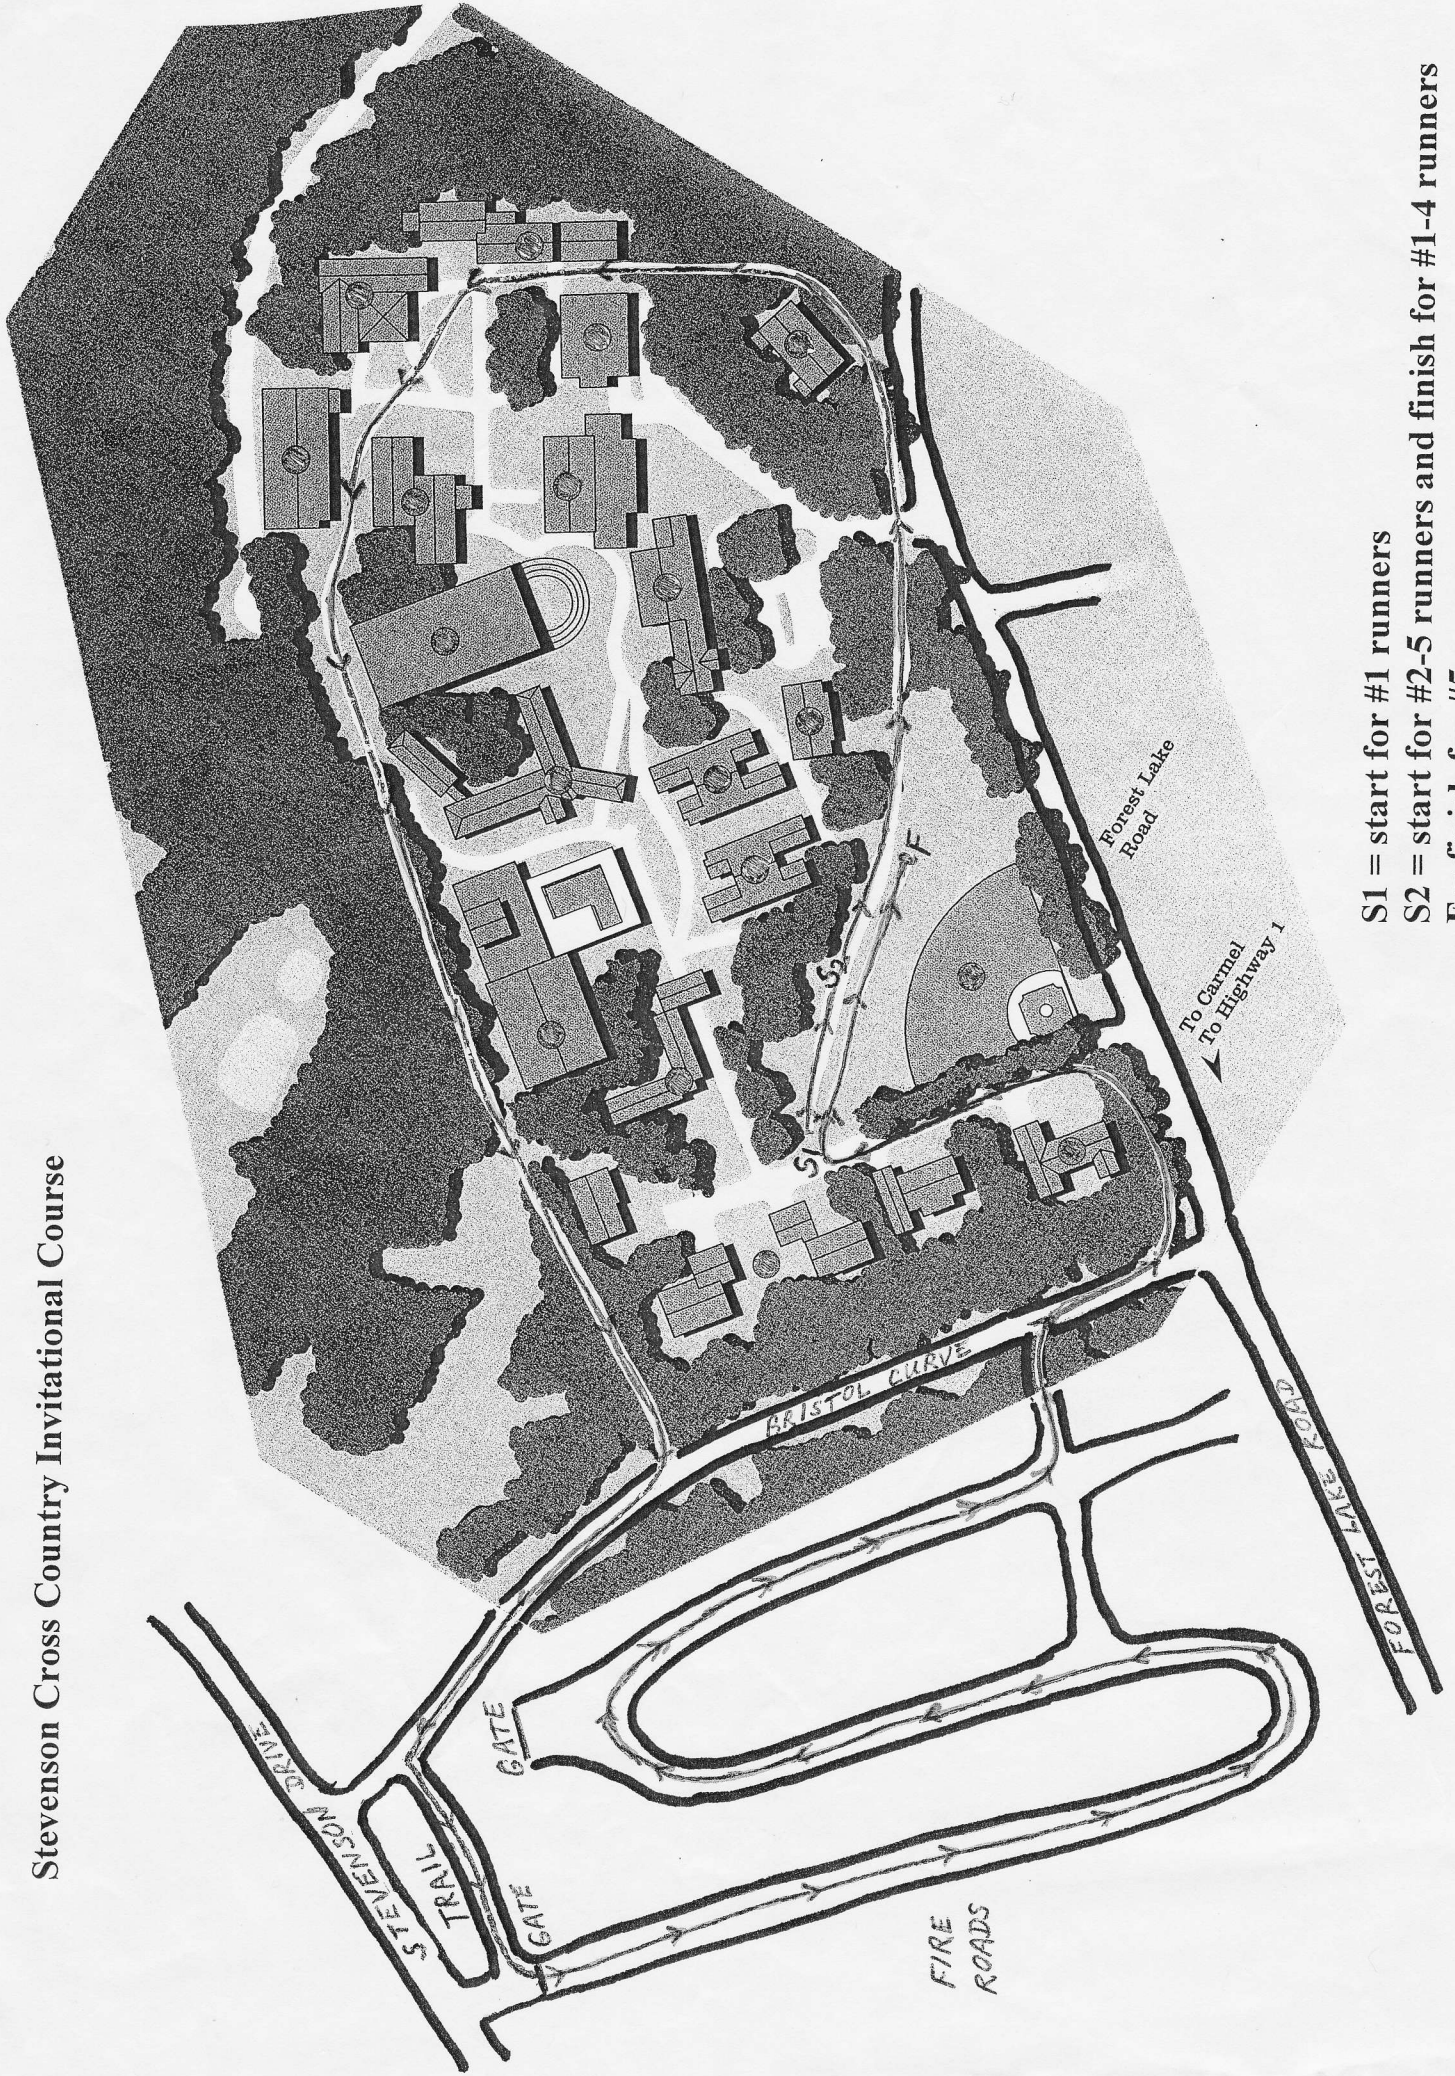 Stevenson Cross Country Invitational Course
STEVENSON DRIVE
TRAIL
GATE
GATE
FIRE
ROADS
BRISTOL CURVE
FOREST LAKE ROAD
S1
S2
F
Forest Lake
Road
To Carmel
To Highway 1
S1 = start for #1 runners
S2 = start for #2-5 runners and finish for #1-4 runners